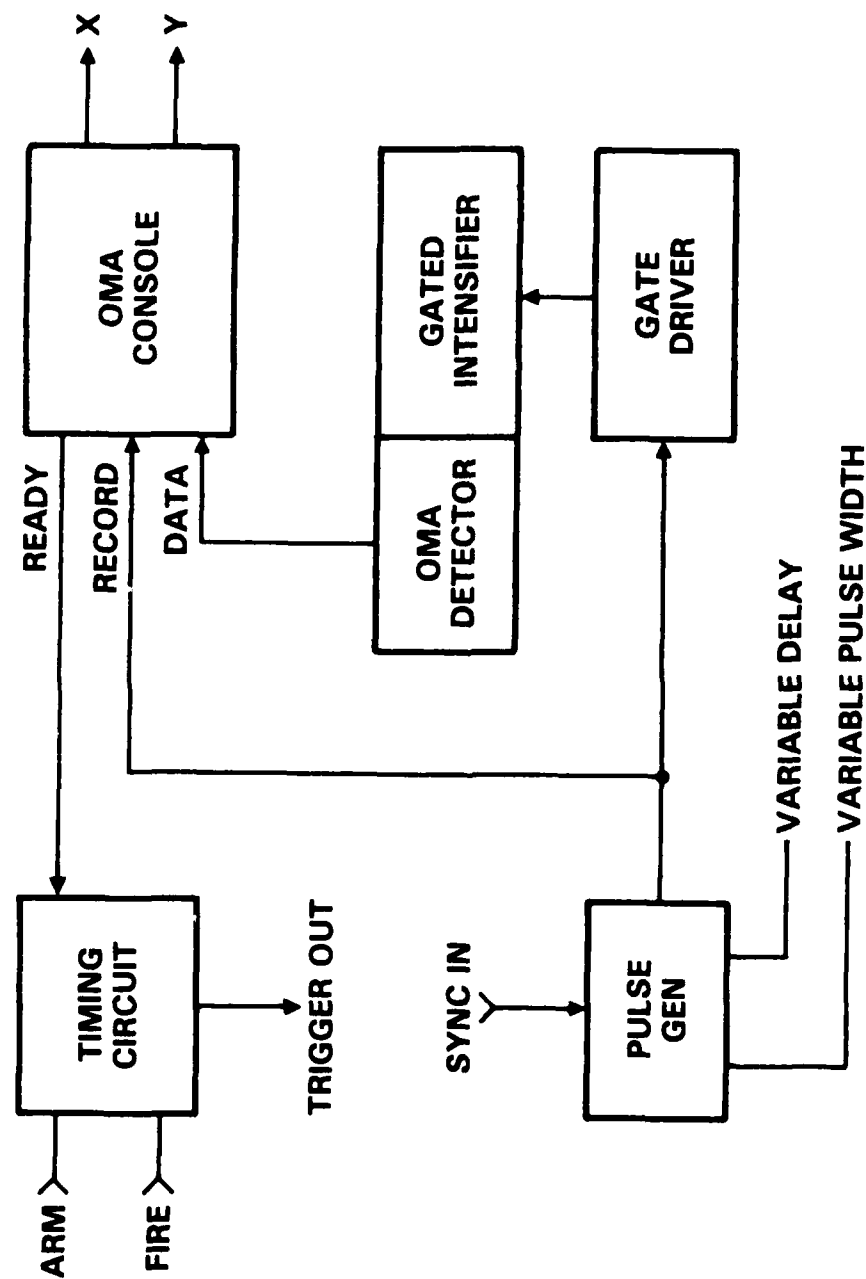 ARM
FIRE
TIMING
CIRCUIT
TRIGGER OUT
READY
RECORD
DATA
OMA
CONSOLE
X
Y
OMA
DETECTOR
GATED
INTENSIFIER
SYNC IN
PULSE
GEN
GATE
DRIVER
VARIABLE DELAY
VARIABLE PULSE WIDTH